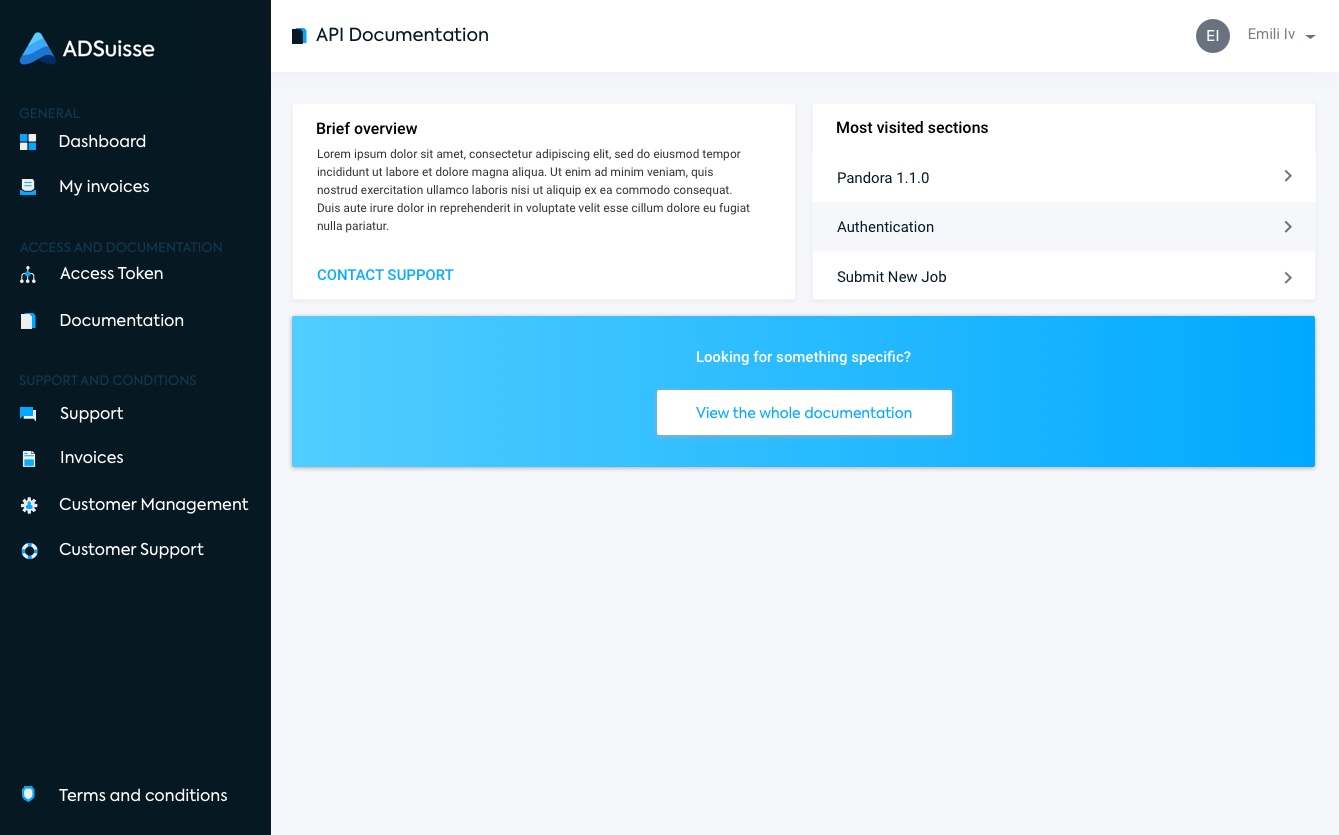 ADSuisse
GENERAL
Dashboard
My invoices
ACCESS AND DOCUMENTATION
Access Token
Documentation
SUPPORT AND CONDITIONS
Support
Invoices
Customer Management
Customer Support
Terms and conditions
API Documentation
EI
Emili Iv
Brief overview
Lorem ipsum dolor sit amet, consectetur adipiscing elit, sed do eiusmod tempor
incididunt ut labore et dolore magna aliqua. Ut enim ad minim veniam, quis
nostrud exercitation ullamco laboris nisi ut aliquip ex ea commodo consequat.
Duis aute irure dolor in reprehenderit in voluptate velit esse cillum dolore eu fugiat
nulla pariatur.
CONTACT SUPPORT
Most visited sections
Pandora 1.1.0
Authentication
Submit New Job
Looking for something specific?
View the whole documentation